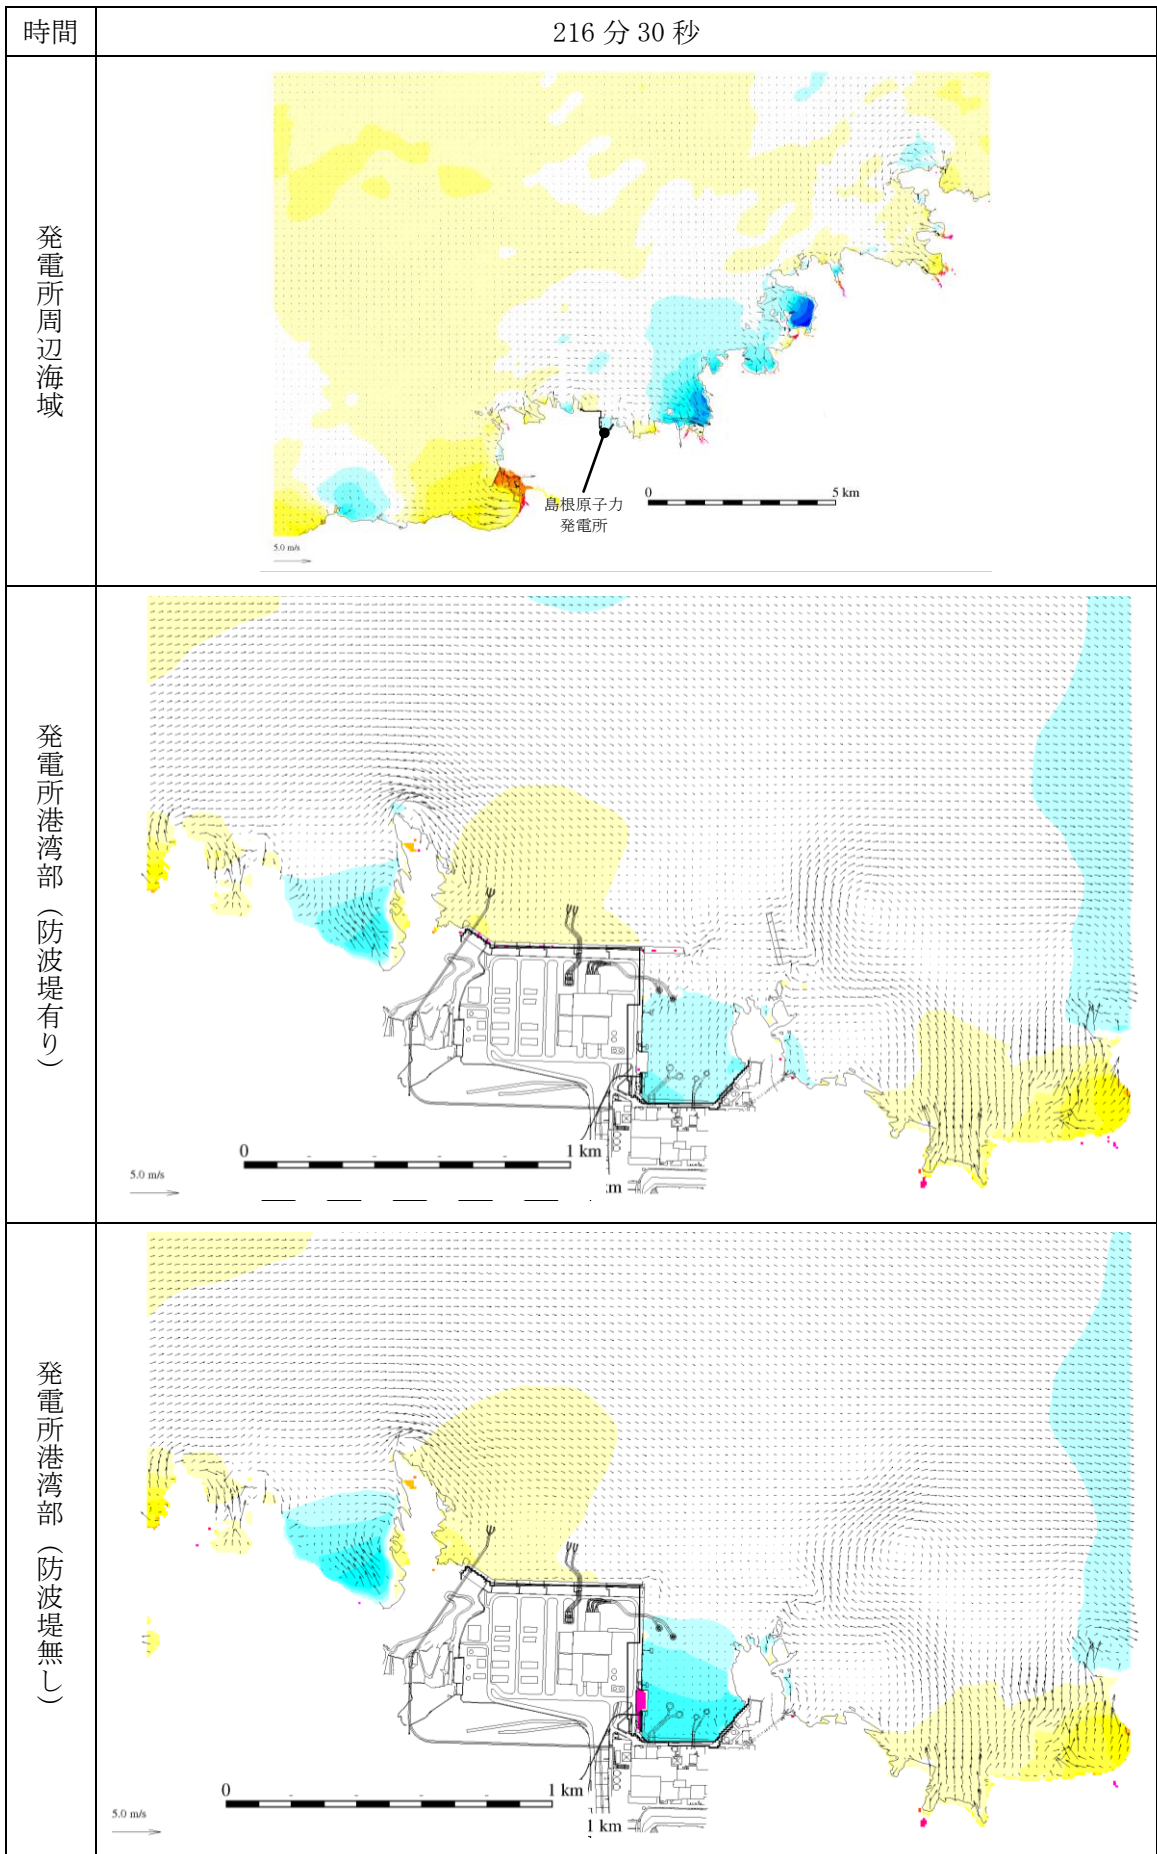 時間
216 分 30 秒
発電所周辺海域
島根原子力
発電所
0
5 km
5.0 m/s
発電所港湾部（防波堤有り）
0
1 km
5.0 m/s
km
発電所港湾部（防波堤無し）
0
1 km
5.0 m/s
1 km